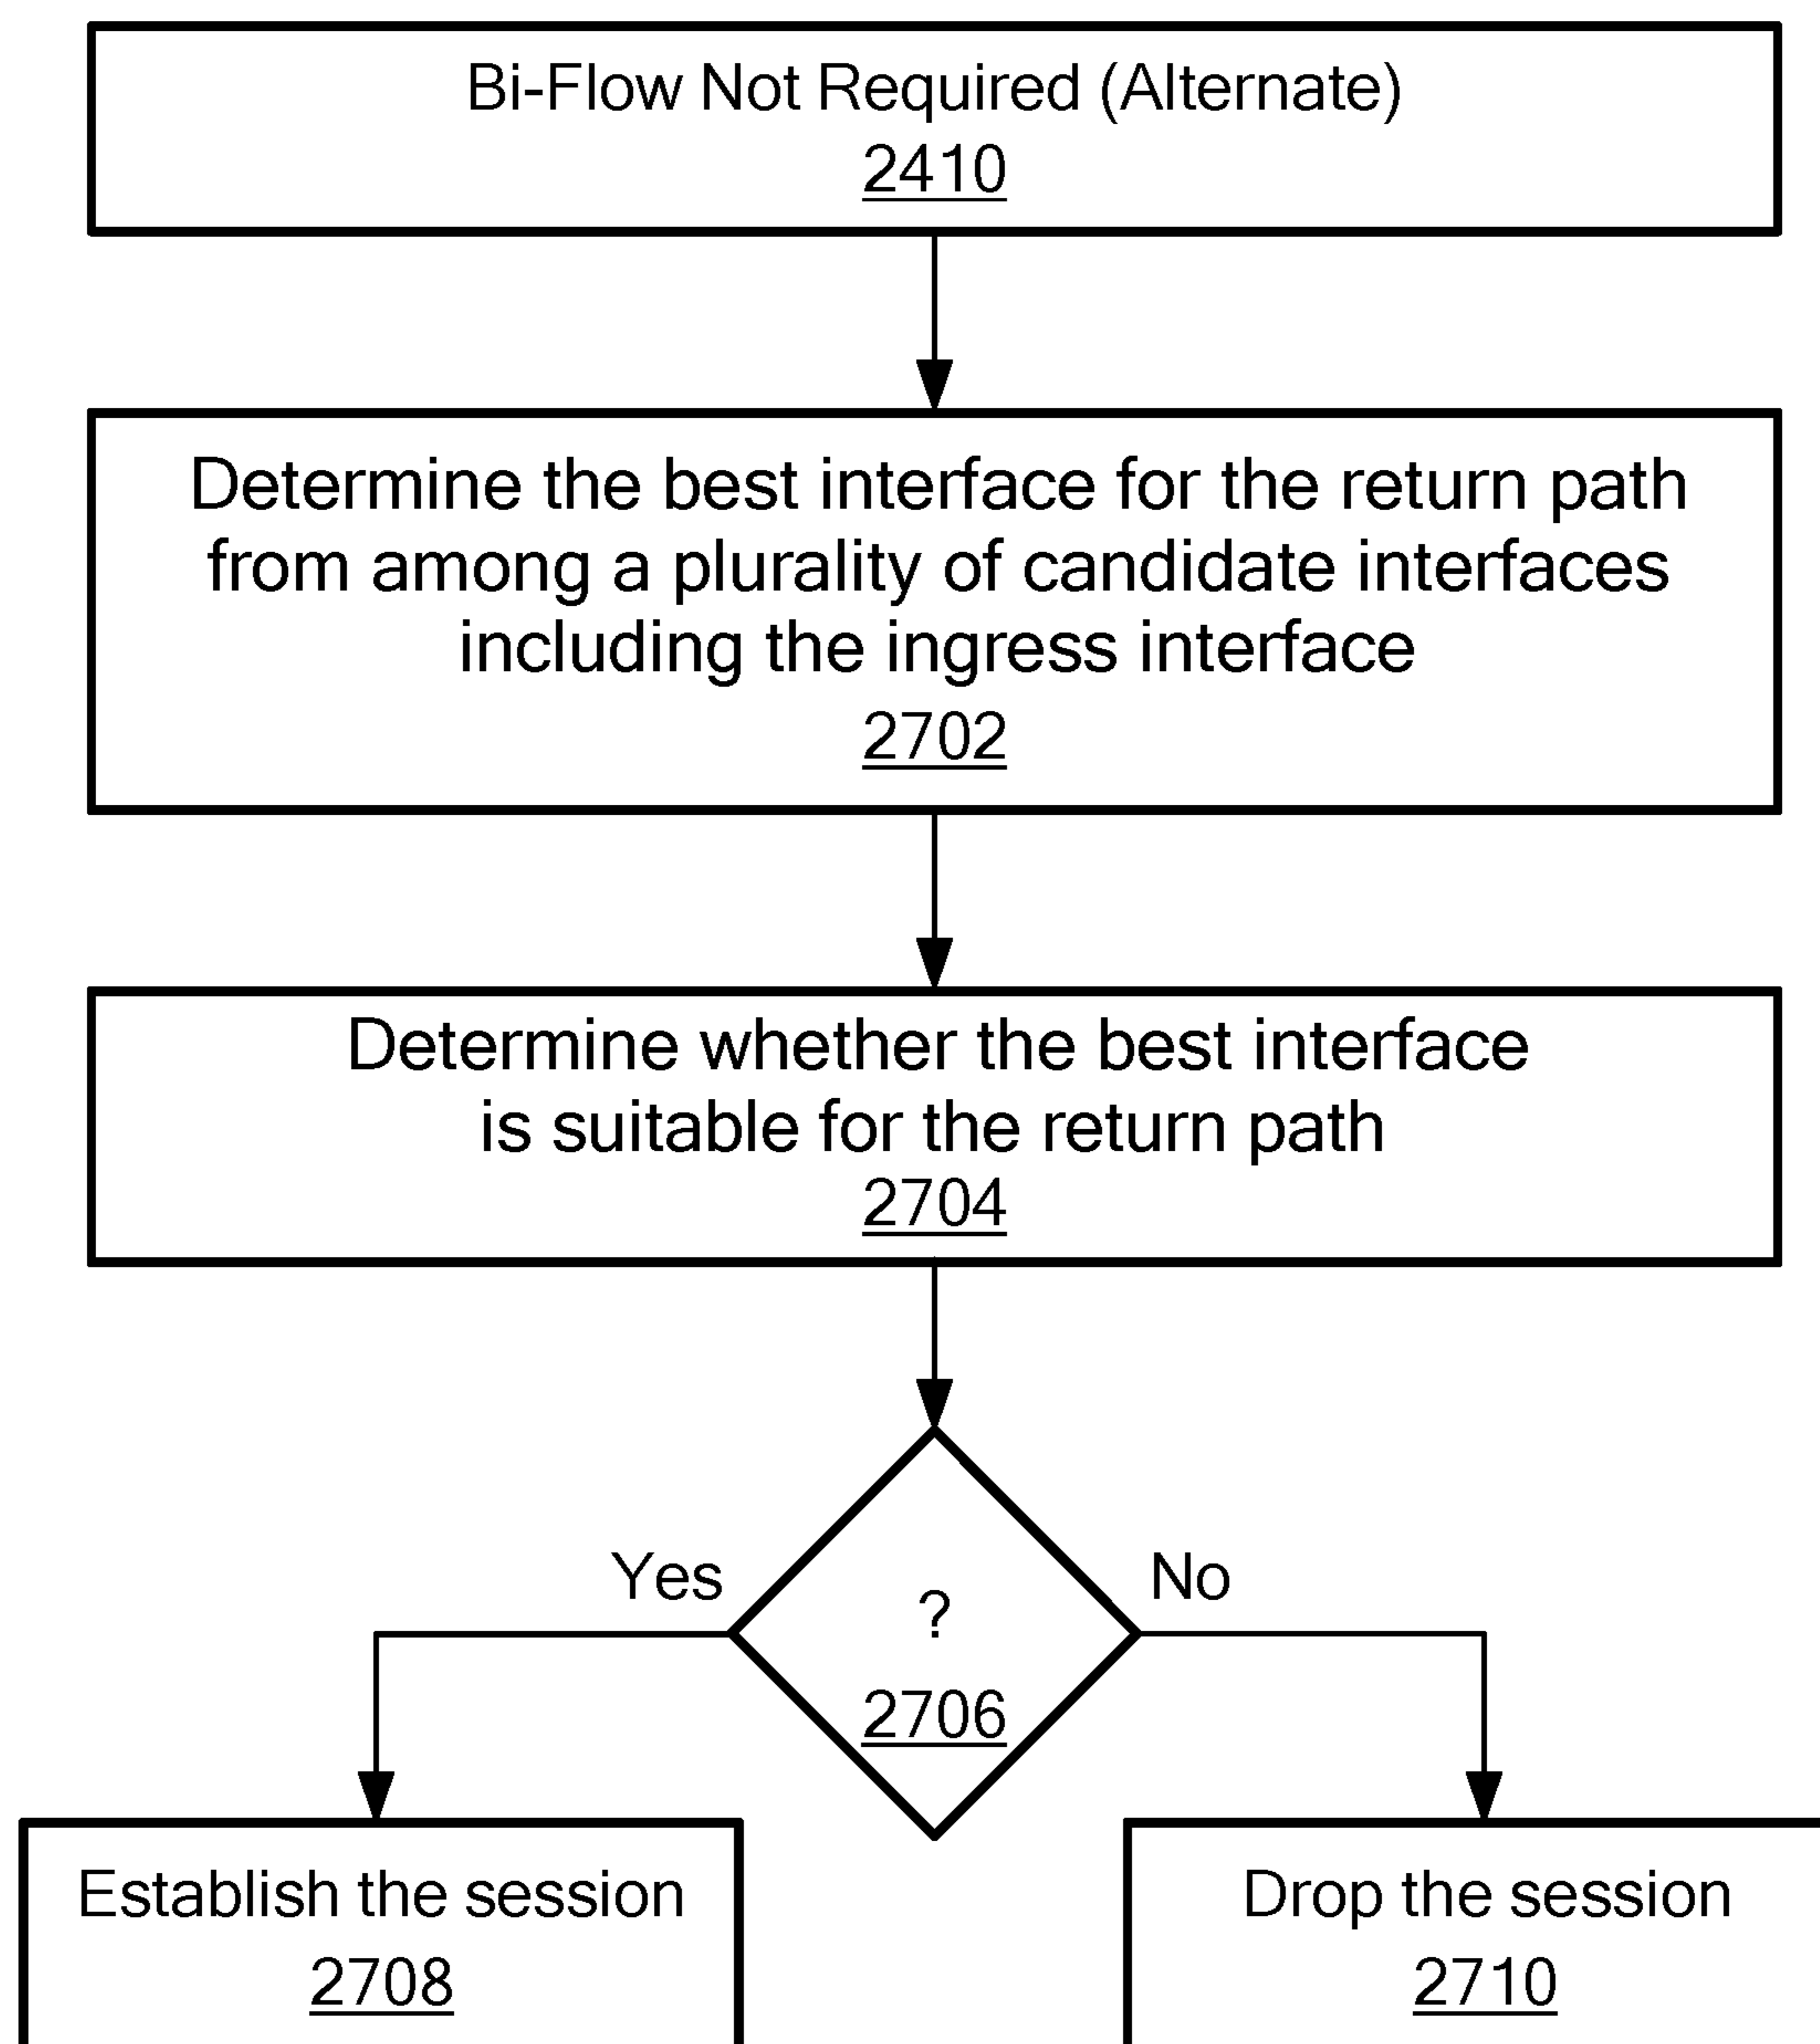 Bi-Flow Not Required (Alternate)
2410
Determine the best interface for the return path
from among a plurality of candidate interfaces
including the ingress interface
2702
Determine whether the best interface
is suitable for the return path
2704
Yes
?
No
2706
Establish the session
2708
Drop the session
2710